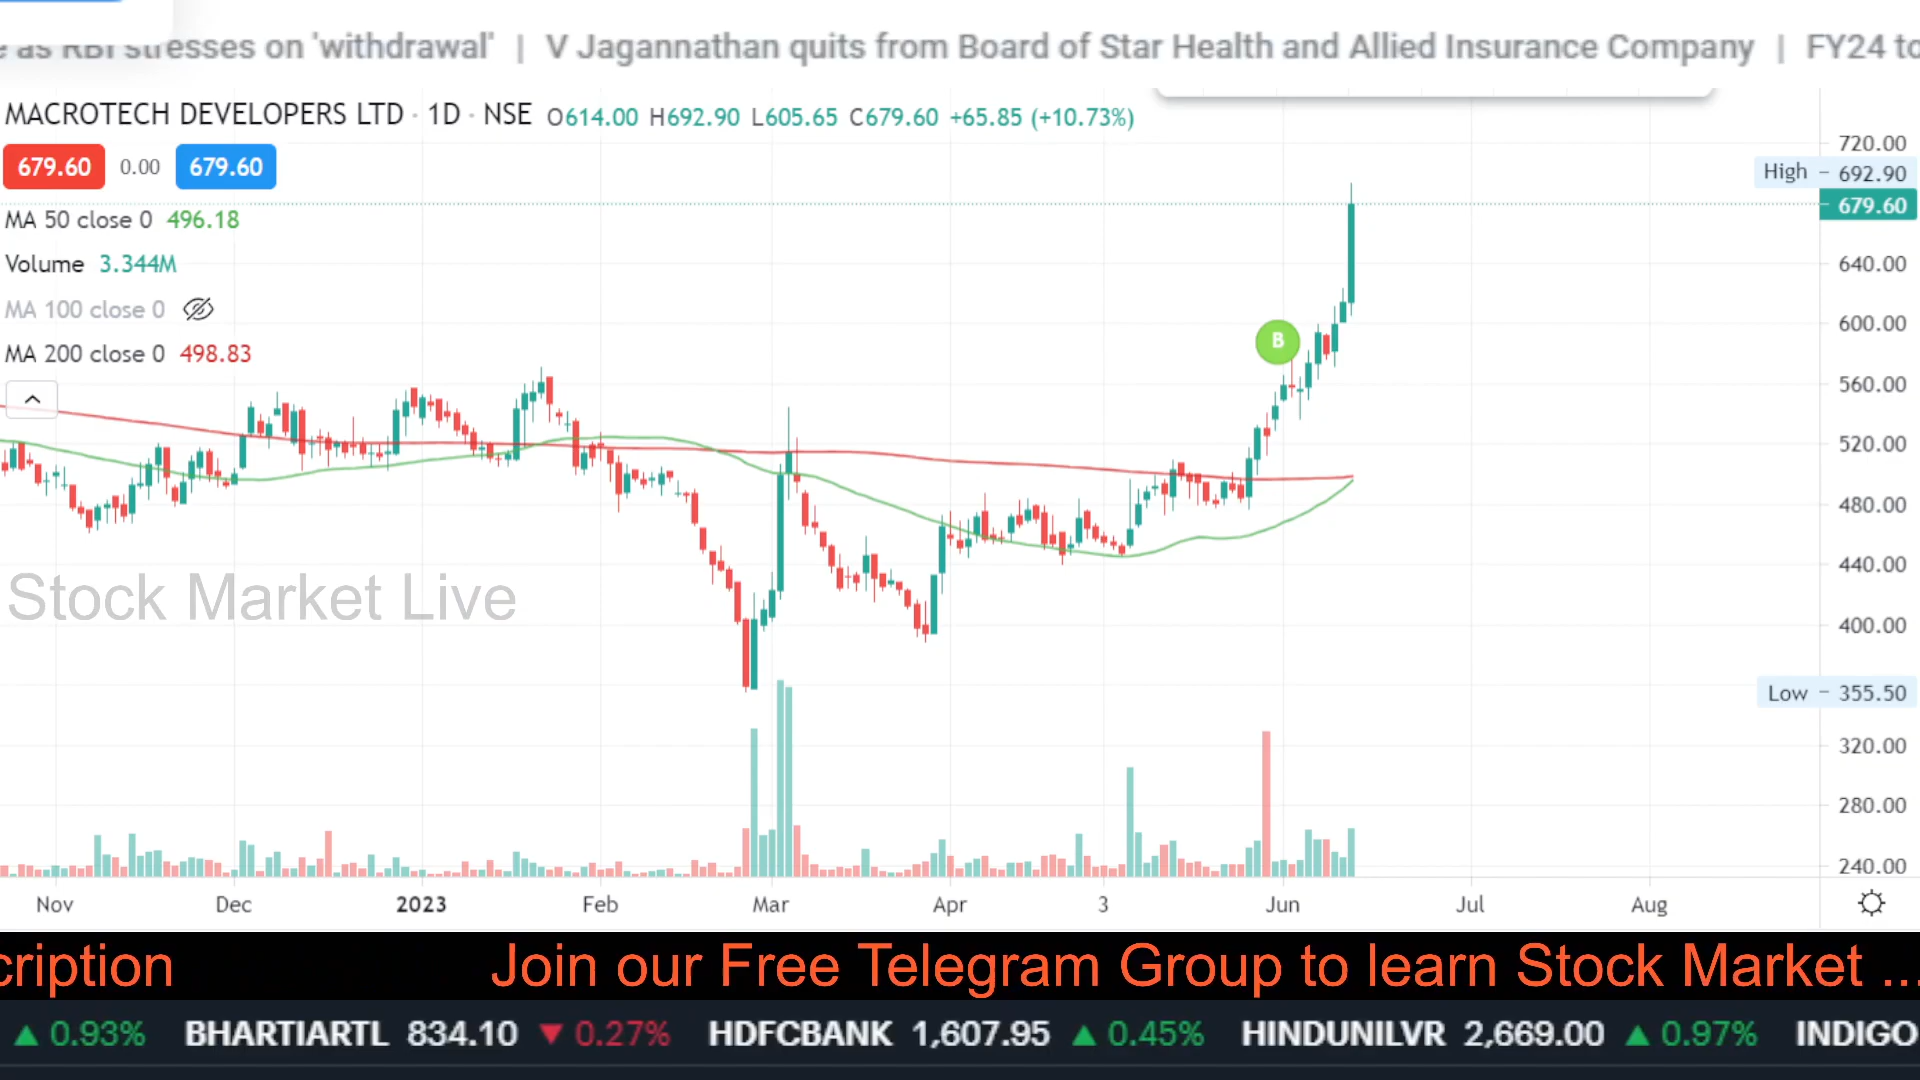 as RBI stresses on 'withdrawal' | V Jagannathan quits from Board of Star Health and Allied Insurance Company | FY24 to
MACROTECH DEVELOPERS LTD · 1D · NSE O614.00 H692.90 L605.65 C679.60 +65.85 (+10.73%)
720.00
679.60 0.00 679.60
High 692.90
679.60
MA 50 close 0 496.18
Volume 3.344M
640.00
MA 100 close 0
600.00
B
MA 200 close 0 498.83
560.00
520.00
480.00
440.00
Stock Market Live
400.00
Low 355.50
320.00
280.00
240.00
Nov Dec 2023 Feb Mar Apr 3 Jun Jul Aug
cription Join our Free Telegram Group to learn Stock Market ...
▲ 0.93% BHARTIARTL 834.10 ▼ 0.27% HDFCBANK 1,607.95 ▲ 0.45% HINDUNILVR 2,669.00 ▲ 0.97% INDIGO